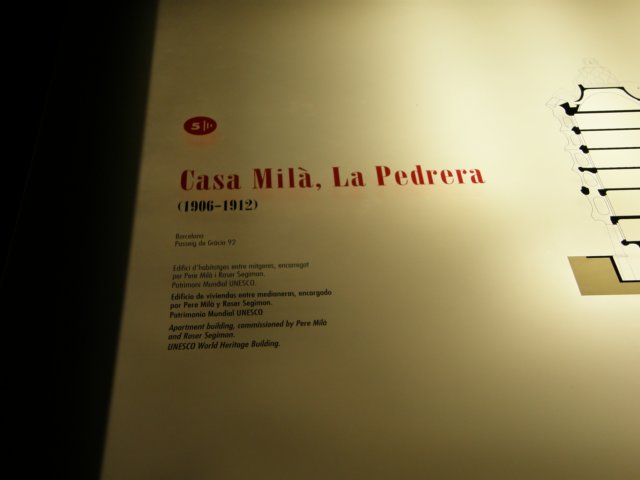 5
Casa Milà, La Pedrera
(1906-1912)
Barcelona
Passeig de Gràcia 92
Edifici d'habitatges entre mitgeres, encarregat
per Pere Milà i Roser Segimon.
Patrimoni Mundial UNESCO.
Edificio de viviendas entre medianeras, encargado
por Pere Milà y Roser Segimon.
Patrimonio Mundial UNESCO
Apartment building, commissioned by Pere Milà
and Roser Segimon.
UNESCO World Heritage Building.